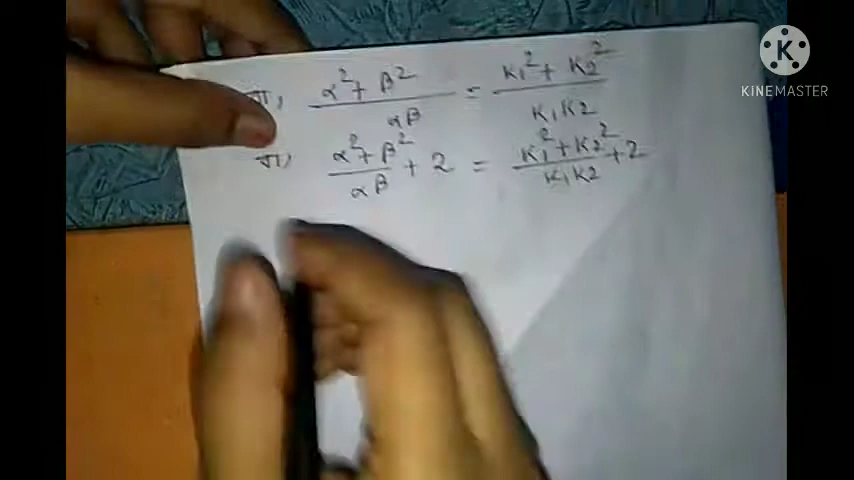 KINEMASTER
বা, α²+β² / αβ = K₁²+K₂² / K₁K₂
বা, α²+β² / αβ + 2 = K₁²+K₂² / K₁K₂ + 2